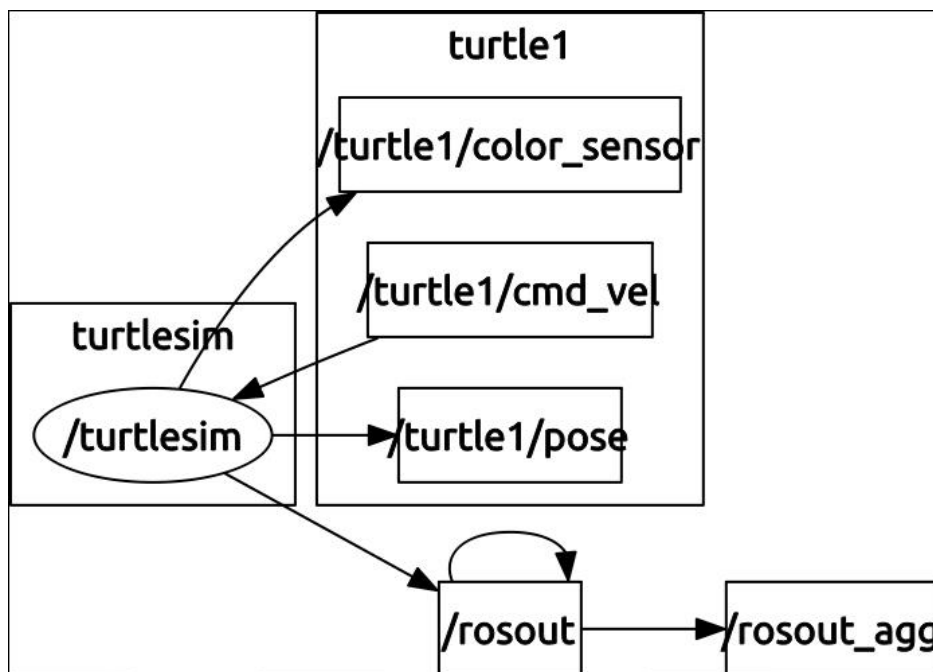 turtle1
/turtle1/color_sensor
/turtle1/cmd_vel
turtlesim
/turtlesim
/turtle1/pose
/rosout
/rosout_agg